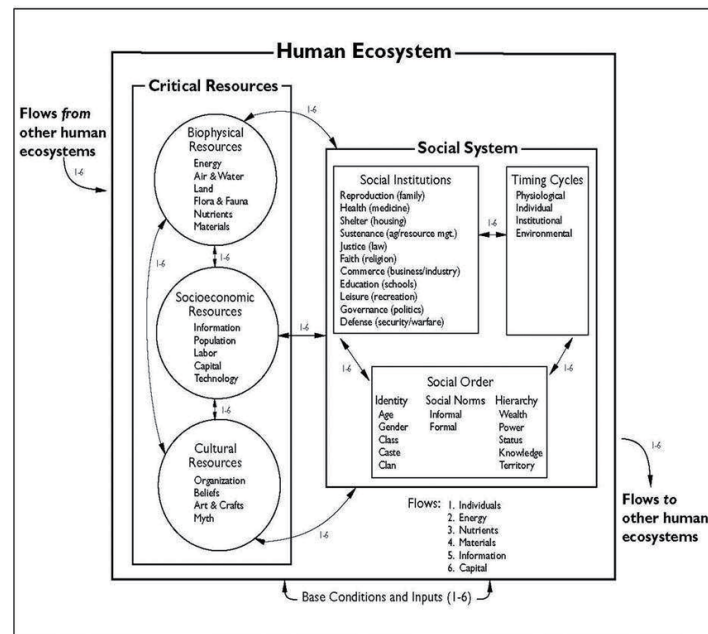 Human Ecosystem
Critical Resources
Flows from
other human
ecosystems
1-6
Biophysical
Resources
Energy
Air & Water
Land
Flora & Fauna
Nutrients
Materials
1-6
1-6
1-6
Socioeconomic
Resources
Information
Population
Labor
Capital
Technology
1-6
1-6
Cultural
Resources
Organization
Beliefs
Art & Crafts
Myth
1-6
Social System
Social Institutions
Reproduction (family)
Health (medicine)
Shelter (housing)
Sustenance (ag/resource mgt.)
Justice (law)
Faith (religion)
Commerce (business/industry)
Education (schools)
Leisure (recreation)
Governance (politics)
Defense (security/warfare)
1-6
Timing Cycles
Physiological
Individual
Institutional
Environmental
1-6
1-6
Social Order
Identity
Age
Gender
Class
Caste
Clan
Social Norms
Informal
Formal
Hierarchy
Wealth
Power
Status
Knowledge
Territory
Flows: 1. Individuals
2. Energy
3. Nutrients
4. Materials
5. Information
6. Capital
1-6
Flows to
other human
ecosystems
Base Conditions and Inputs (1-6)